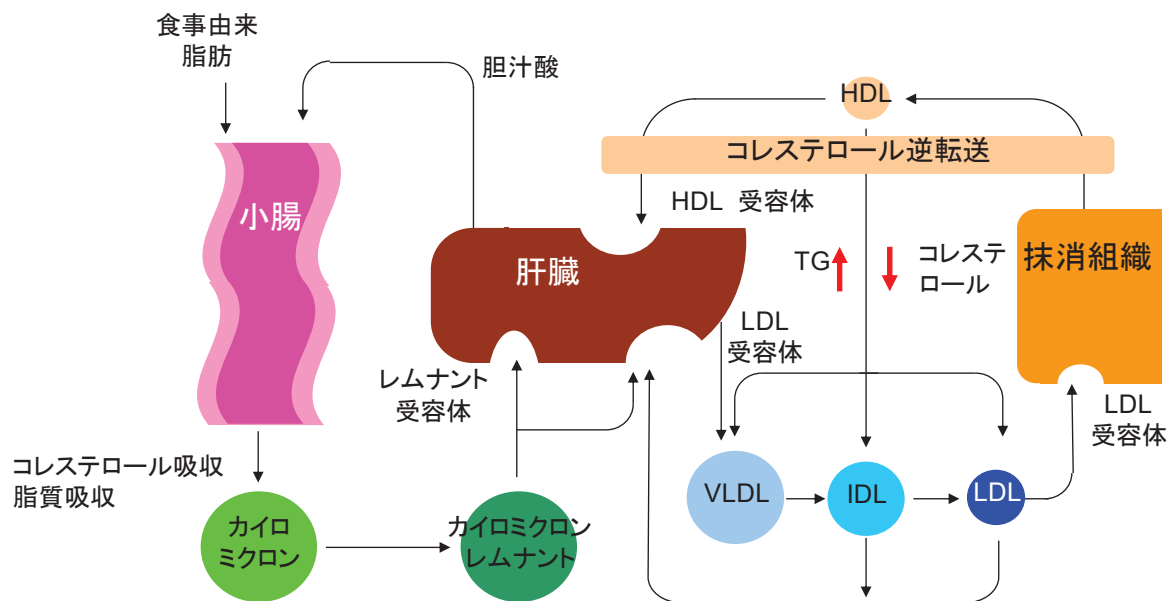 食事由来
脂肪
胆汁酸
HDL
コレステロール逆転送
HDL 受容体
小腸
肝臓
TG
コレステ
ロール
抹消組織
LDL
受容体
レムナント
受容体
LDL
受容体
コレステロール吸収
脂質吸収
VLDL
IDL
LDL
カイロ
ミクロン
カイロミクロン
レムナント